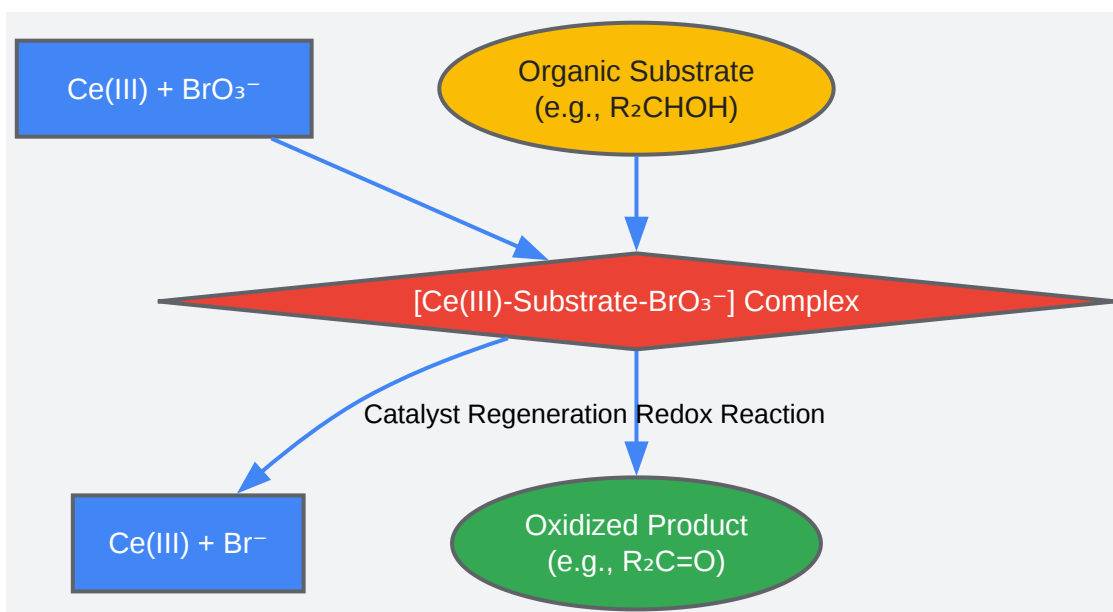 Ce(III) + BrO₃⁻
Organic Substrate
(e.g., R₂CHOH)
[Ce(III)-Substrate-BrO₃⁻] Complex
Catalyst Regeneration
Redox Reaction
Ce(III) + Br⁻
Oxidized Product
(e.g., R₂C=O)